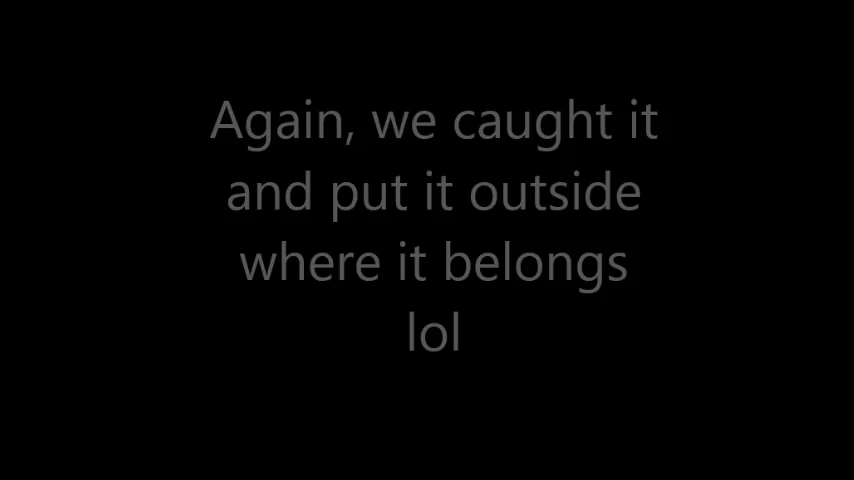 Again, we caught it
and put it outside
where it belongs
lol